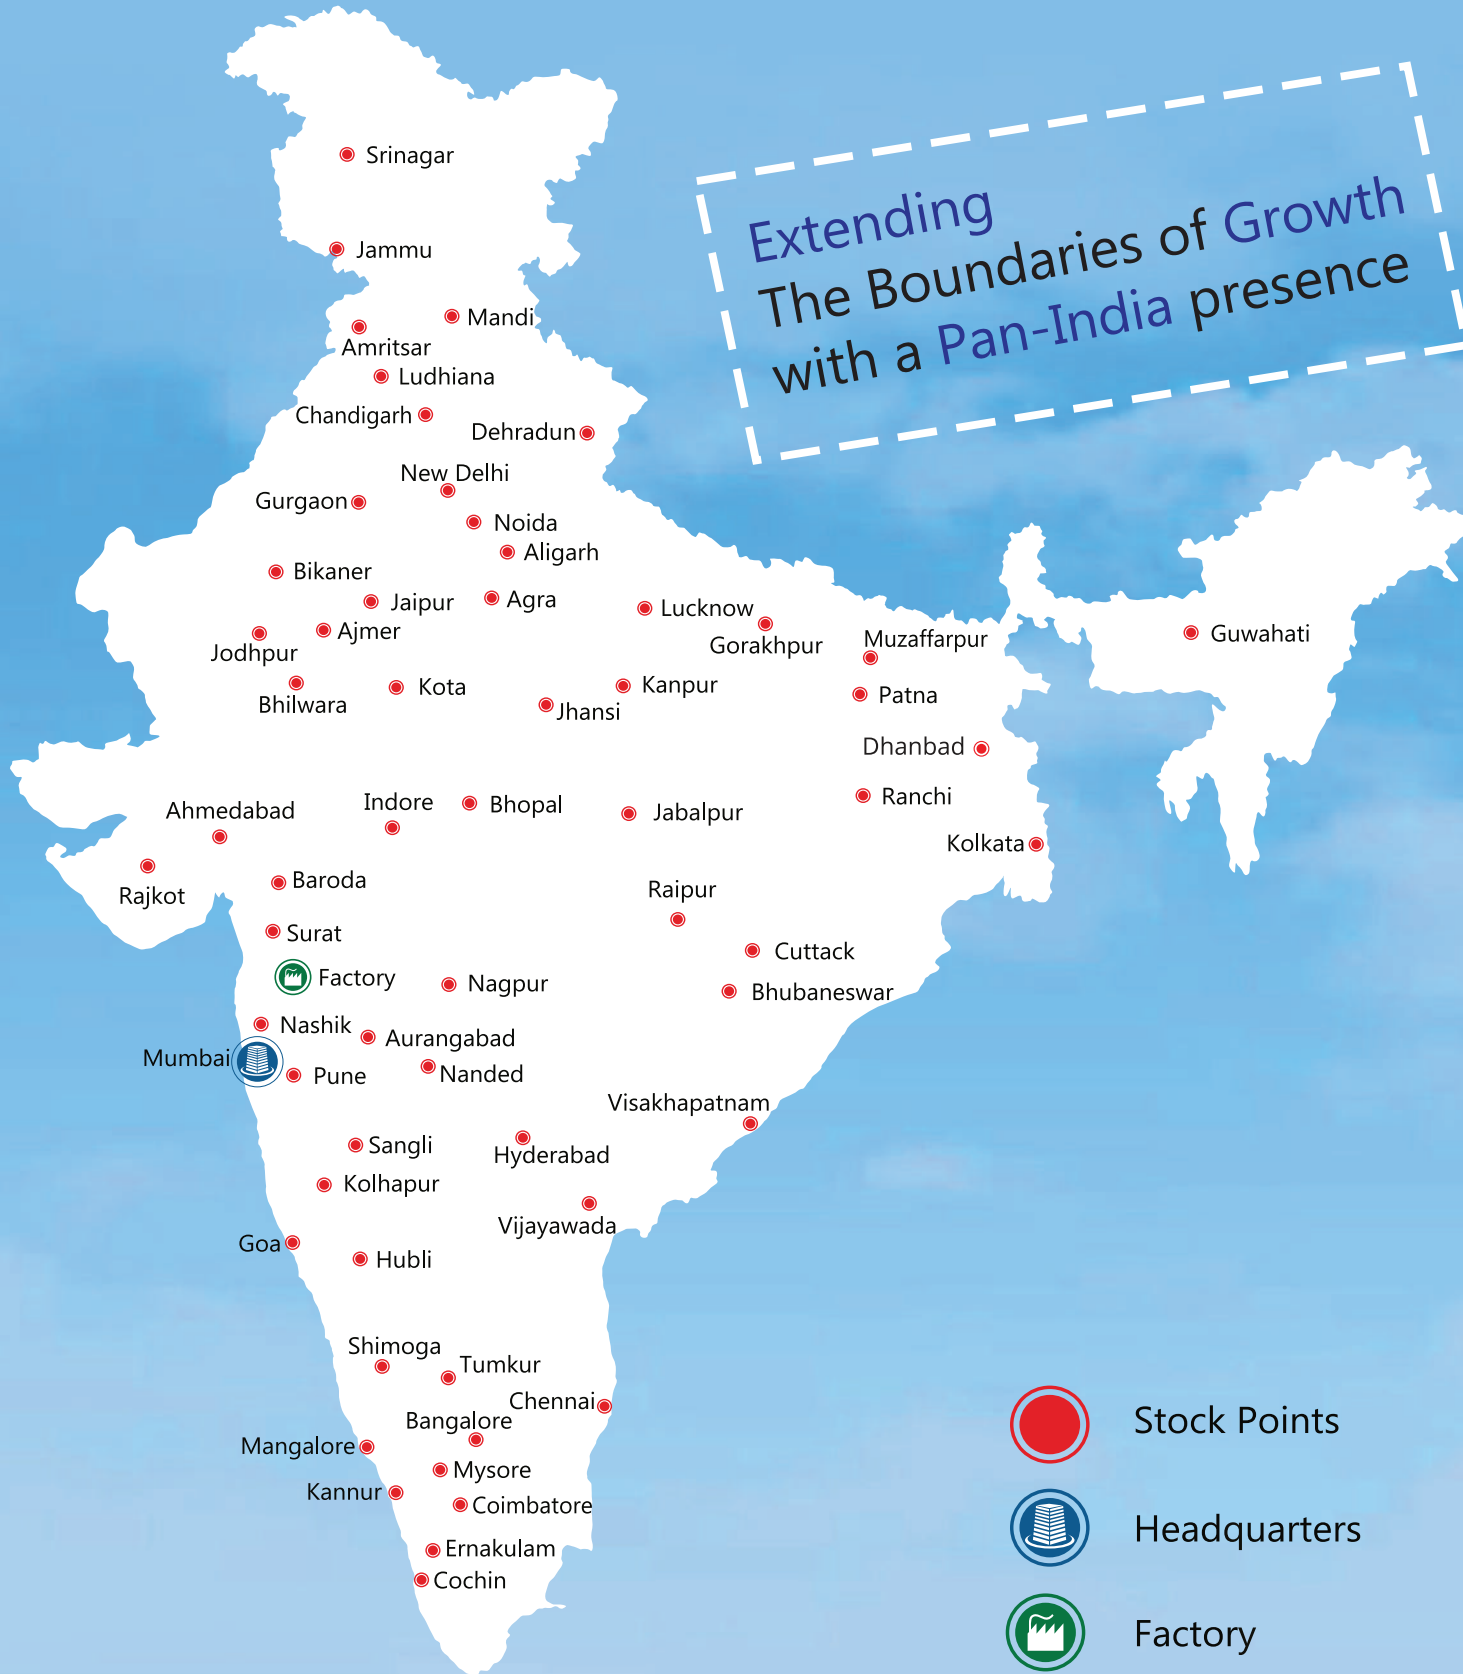 Extending
The Boundaries of Growth
with a Pan-India presence
Srinagar
Jammu
Mandi
Amritsar
Ludhiana
Chandigarh
Dehradun
New Delhi
Gurgaon
Noida
Aligarh
Bikaner
Jaipur
Agra
Lucknow
Ajmer
Gorakhpur
Muzaffarpur
Guwahati
Jodhpur
Bhilwara
Kota
Kanpur
Jhansi
Patna
Dhanbad
Ahmedabad
Indore
Bhopal
Jabalpur
Ranchi
Kolkata
Rajkot
Baroda
Raipur
Surat
Cuttack
Factory
Nagpur
Bhubaneswar
Nashik
Aurangabad
Mumbai
Pune
Nanded
Visakhapatnam
Sangli
Hyderabad
Kolhapur
Vijayawada
Goa
Hubli
Shimoga
Tumkur
Chennai
Bangalore
Mangalore
Mysore
Kannur
Coimbatore
Ernakulam
Cochin
Stock Points
Headquarters
Factory